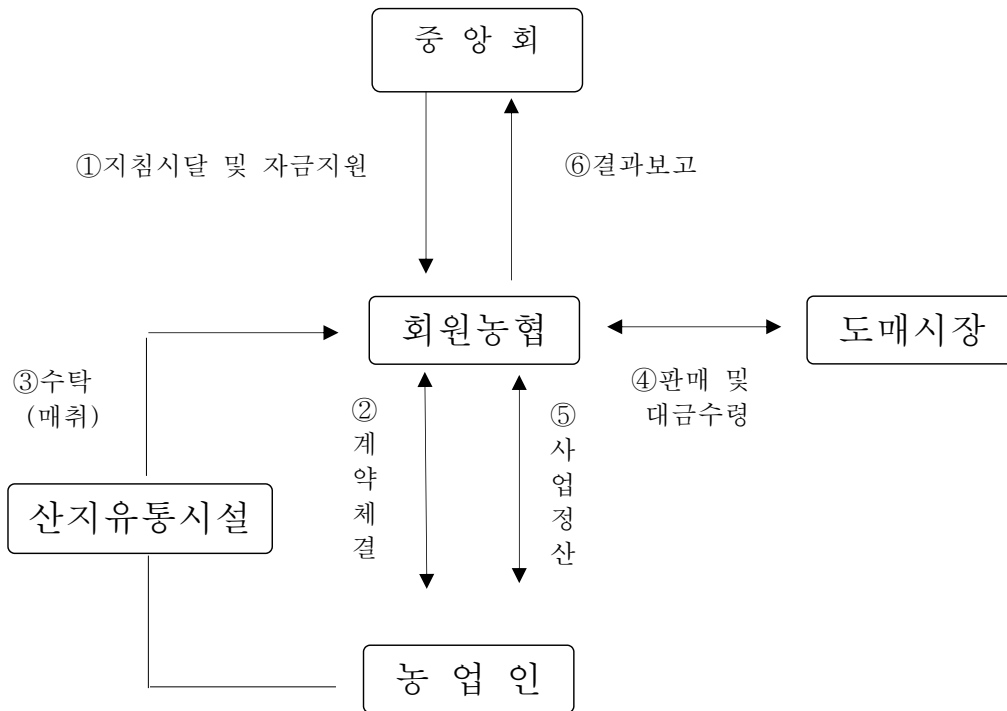 중 앙 회
①지침시달 및 자금지원
⑥결과보고
회원농협
도매시장
③수탁
(매취)
②
계
약
체
결
⑤
사
업
정
산
④판매 및
대금수령
산지유통시설
농 업 인